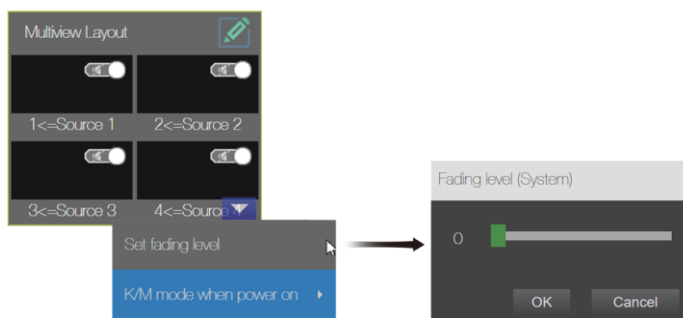 Multiview Layout
1<=Source 1
2<=Source 2
3<=Source 3
4<=Source
Set fading level
K/M mode when power on
Fading level (System)
0
OK
Cancel